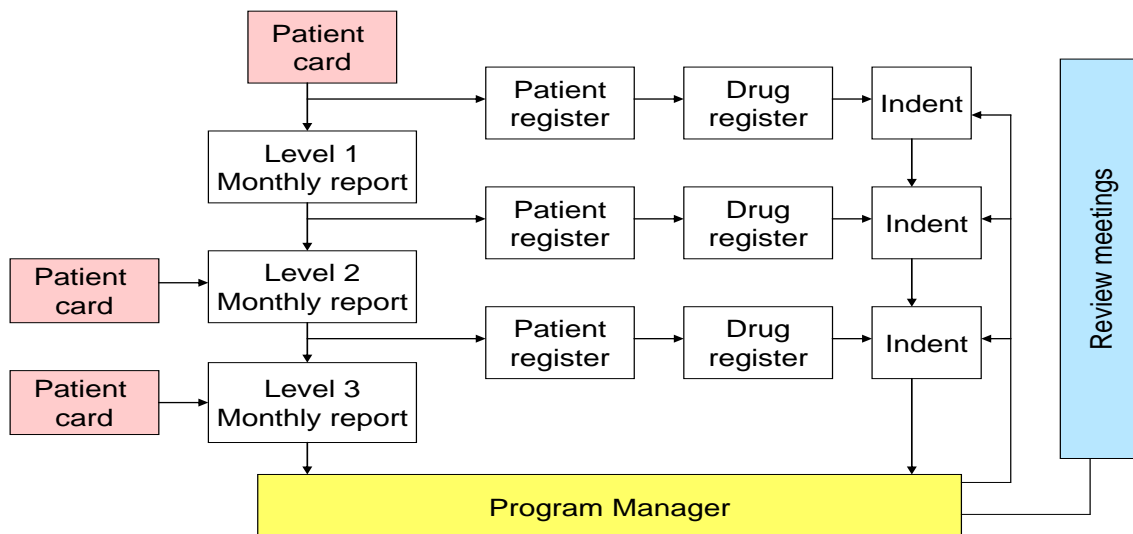 Patient
card
Patient
register
Drug
register
Indent
Level 1
Monthly report
Patient
register
Drug
register
Indent
Patient
card
Level 2
Monthly report
Patient
register
Drug
register
Indent
Patient
card
Level 3
Monthly report
Program Manager
Review meetings